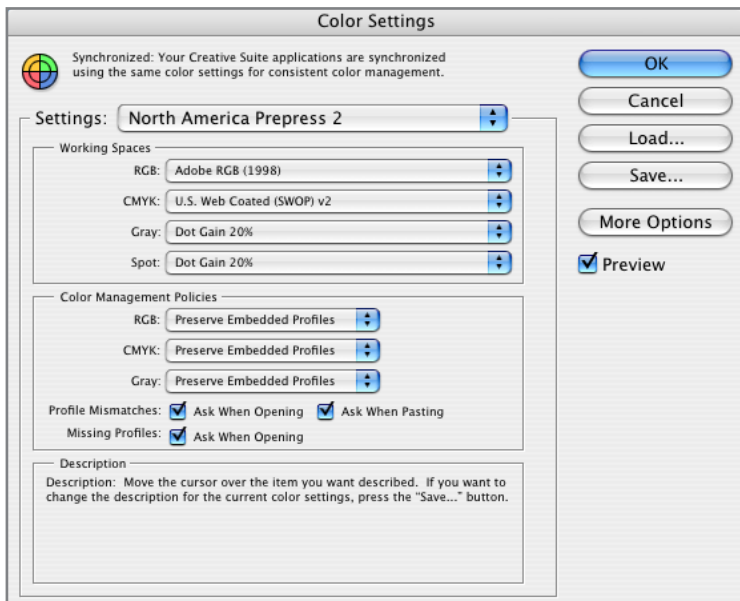 Color Settings
Synchronized: Your Creative Suite applications are synchronized
using the same color settings for consistent color management.
Settings: North America Prepress 2
Working Spaces
RGB: Adobe RGB (1998)
CMYK: U.S. Web Coated (SWOP) v2
Gray: Dot Gain 20%
Spot: Dot Gain 20%
Color Management Policies
RGB: Preserve Embedded Profiles
CMYK: Preserve Embedded Profiles
Gray: Preserve Embedded Profiles
Profile Mismatches: Ask When Opening Ask When Pasting
Missing Profiles: Ask When Opening
Description
Description: Move the cursor over the item you want described. If you want to
change the description for the current color settings, press the “Save...” button.
OK
Cancel
Load...
Save...
More Options
Preview